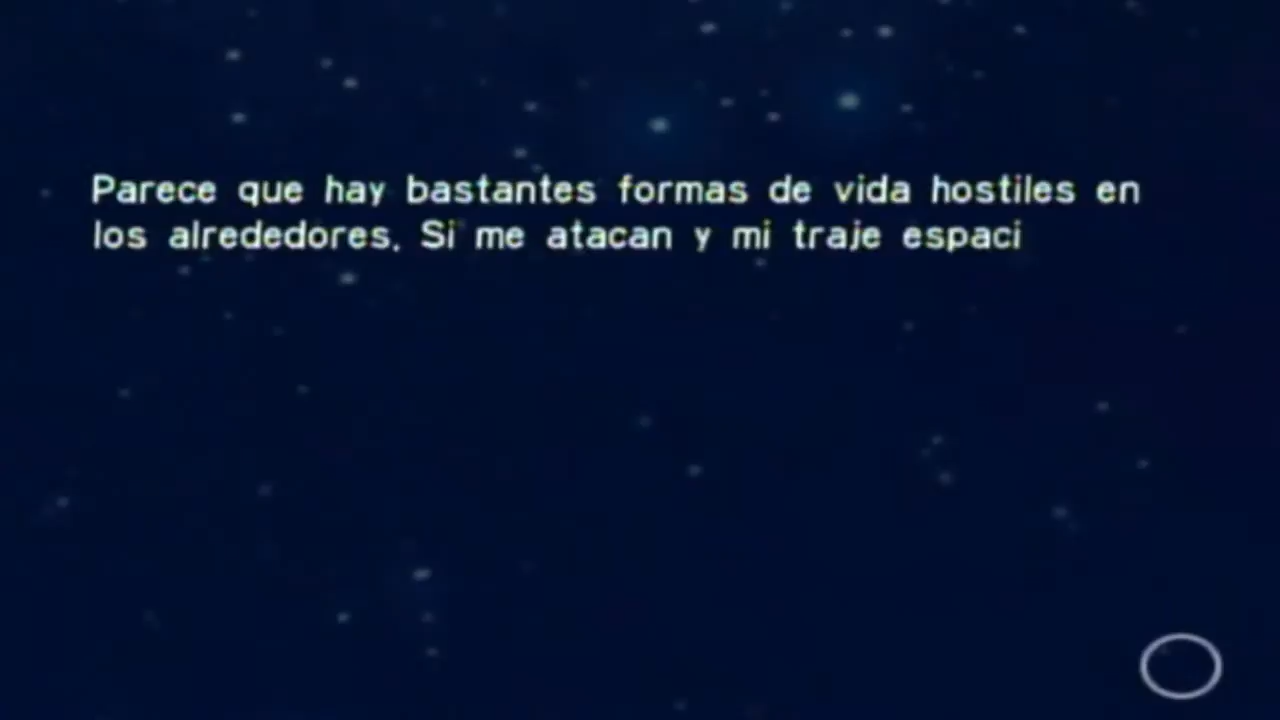 Parece que hay bastantes formas de vida hostiles en
los alrededores. Si me atacan y mi traje espaci